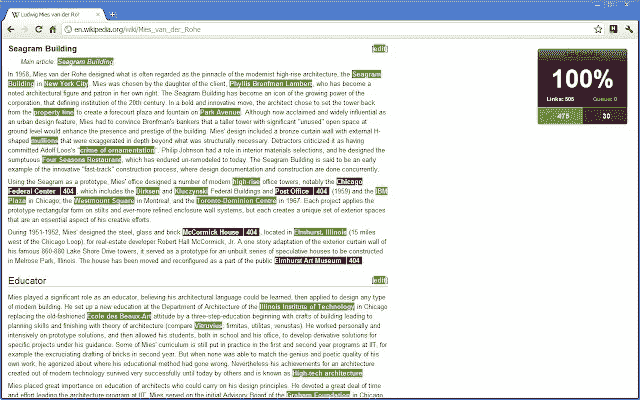 Ludwig Mies van der Rohe
en.wikipedia.org/wiki/Mies_van_der_Rohe
Seagram Building
[edit]
Main article: Seagram Building
In 1958, Mies van der Rohe designed what is often regarded as the pinnacle of the modernist high-rise architecture, the Seagram
Building in New York City. Mies was chosen by the daughter of the client, Phyllis Bronfman Lambert, who has become a
noted architectural figure and patron in her own right. The Seagram Building has become an icon of the growing power of the
corporation, that defining institution of the 20th century. In a bold and innovative move, the architect chose to set the tower back
from the property line to create a forecourt plaza and fountain on Park Avenue. Although now acclaimed and widely influential as
an urban design feature, Mies had to convince Bronfman's bankers that a taller tower with significant "unused" open space at
ground level would enhance the presence and prestige of the building. Mies' design included a bronze curtain wall with external H-
shaped mullions that were exaggerated in depth beyond what was structurally necessary. Detractors criticized it as having
committed Adolf Loos's "crime of ornamentation". Philip Johnson had a role in interior materials selections, and he designed the
sumptuous Four Seasons Restaurant, which has endured un-remodeled to today. The Seagram Building is said to be an early
example of the innovative "fast-track" construction process, where design documentation and construction are done concurrently.
Using the Seagram as a prototype, Mies' office designed a number of modern high-rise office towers, notably the Chicago
Federal Center | 404, which includes the Dirksen and Kluczynski Federal Buildings and Post Office | 404 (1959) and the IBM
Plaza in Chicago, the Westmount Square in Montreal, and the Toronto-Dominion Centre in 1967. Each project applies the
prototype rectangular form on stilts and ever-more refined enclosure wall systems, but each creates a unique set of exterior spaces
that are an essential aspect of his creative efforts.
During 1951-1952, Mies' designed the steel, glass and brick McCormick House | 404, located in Elmhurst, Illinois (15 miles
west of the Chicago Loop), for real-estate developer Robert Hall McCormick, Jr. A one story adaptation of the exterior curtain wall of
his famous 860-880 Lake Shore Drive towers, it served as a prototype for an unbuilt series of speculative houses to be constructed
in Melrose Park, Illinois. The house has been moved and reconfigured as a part of the public Elmhurst Art Museum | 404.
Educator
[edit]
Mies played a significant role as an educator, believing his architectural language could be learned, then applied to design any type
of modern building. He set up a new education at the Department of Architecture of the Illinois Institute of Technology in Chicago
replacing the old-fashioned Ecole des Beaux-Art attitude by a three-step-education beginning with crafts of building leading to
planning skills and finishing with theory of architecture (compare Vitruvius: firmitas, utilitas, venustas). He worked personally and
intensively on prototype solutions, and then allowed his students, both in school and his office, to develop derivative solutions for
specific projects under his guidance. Some of Mies' curriculum is still put in practice in the first and second year programs at IIT, for
example the excruciating drafting of bricks in second year. But when none was able to match the genius and poetic quality of his
own work, he agonized about where his educational method had gone wrong. Nevertheless his achievements for an architecture
created out of modern technology survived very successfully until today by others and is known as High-tech architecture.
Mies placed great importance on education of architects who could carry on his design principles. He devoted a great deal of time
and effort leading the architecture program at IIT. Mies served on the initial Advisory Board of the Graham Foundation in Chicago.
100%
Links: 505
Queue: 0
475
30